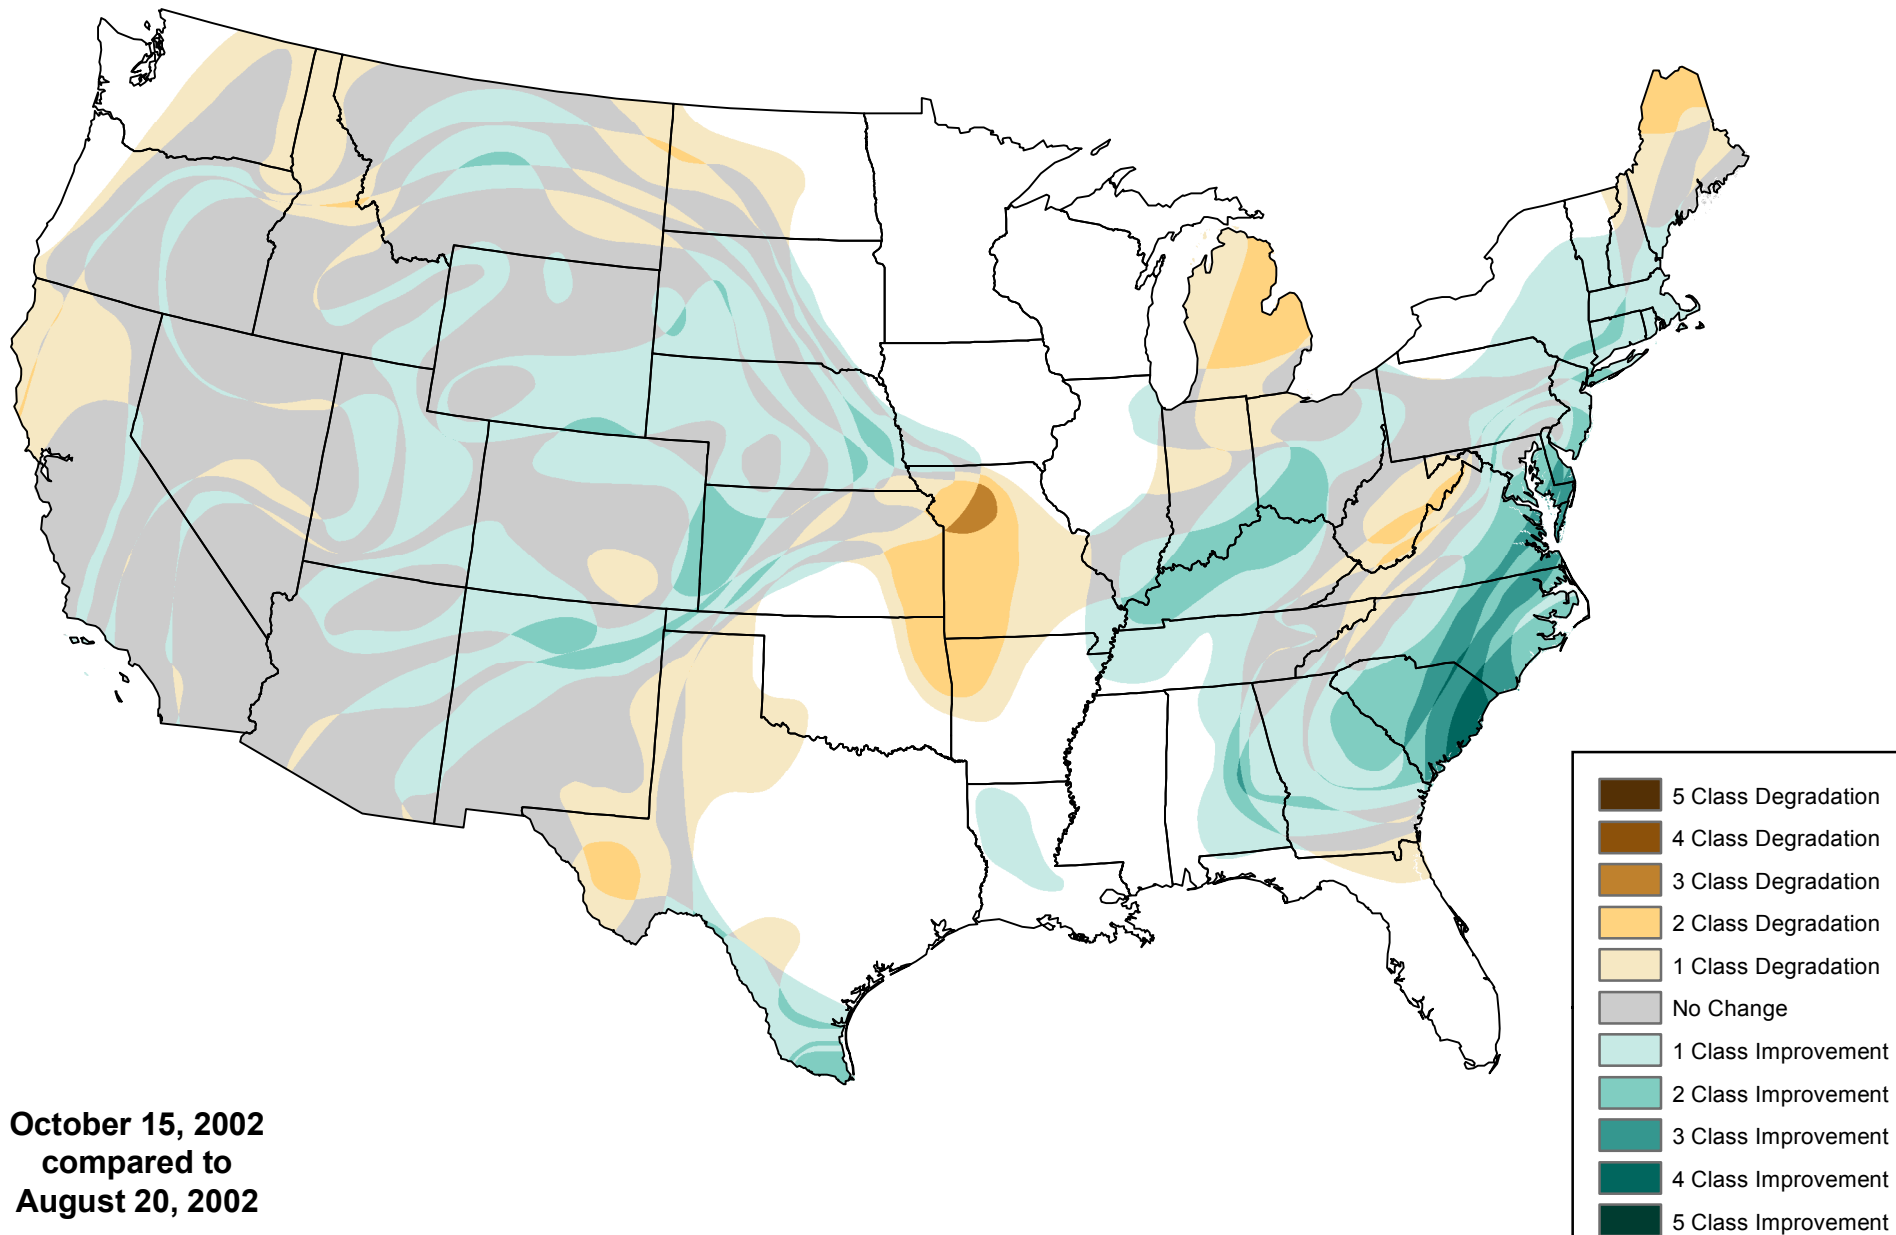 5 Class Degradation
4 Class Degradation
3 Class Degradation
2 Class Degradation
1 Class Degradation
No Change
1 Class Improvement
2 Class Improvement
3 Class Improvement
4 Class Improvement
5 Class Improvement
October 15, 2002
compared to
August 20, 2002